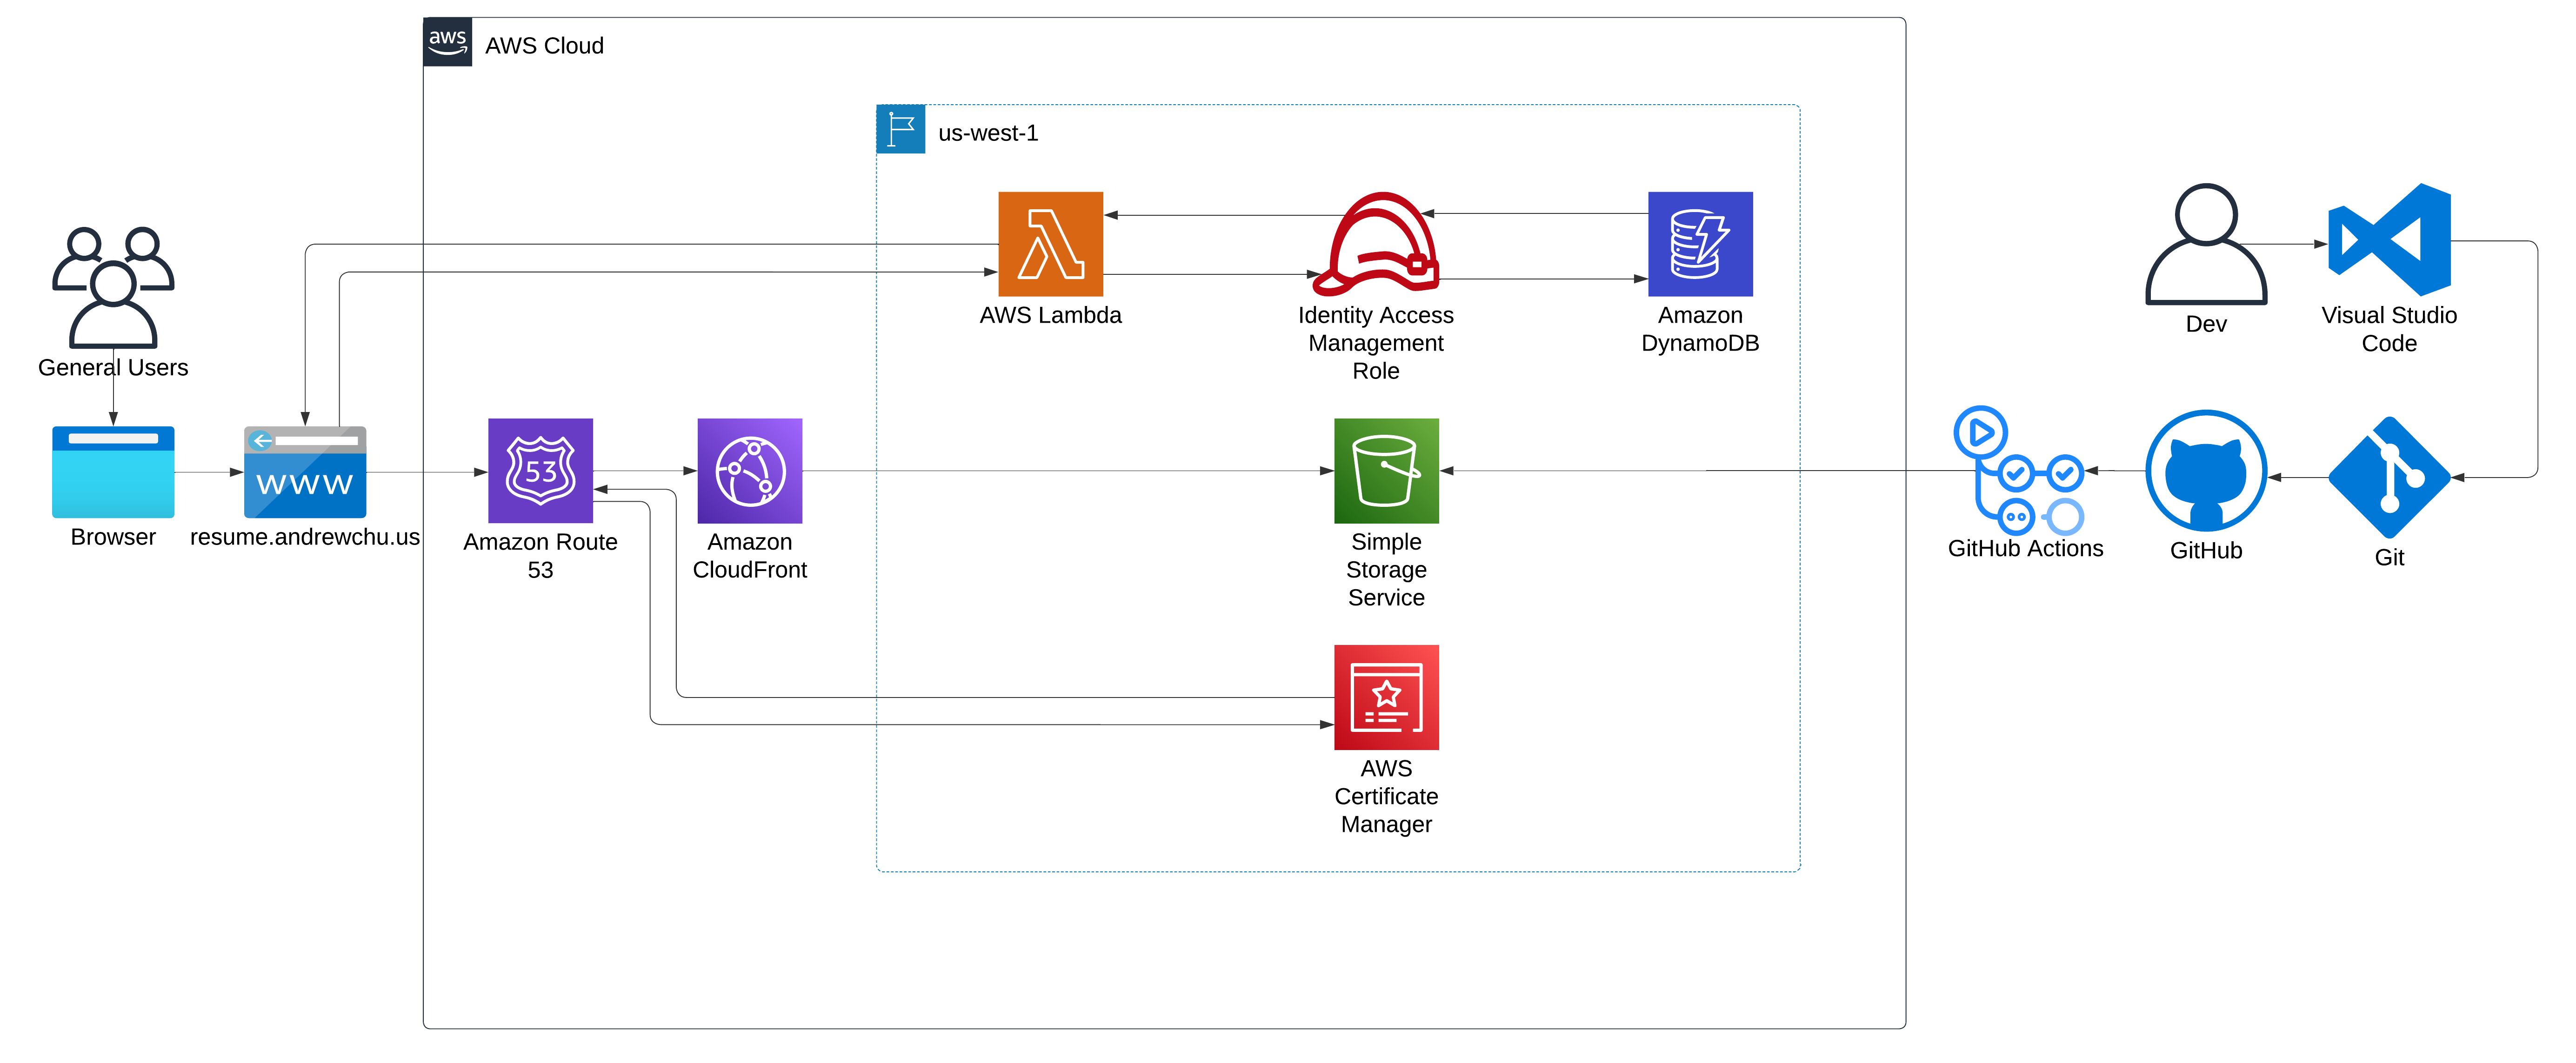 aws
AWS Cloud
us-west-1
General Users
AWS Lambda
Identity Access
Management
Role
Amazon
DynamoDB
Dev
Visual Studio
Code
www
Browser
resume.andrewchu.us
53
Amazon Route
53
Amazon
CloudFront
Simple
Storage
Service
GitHub Actions
GitHub
Git
AWS
Certificate
Manager